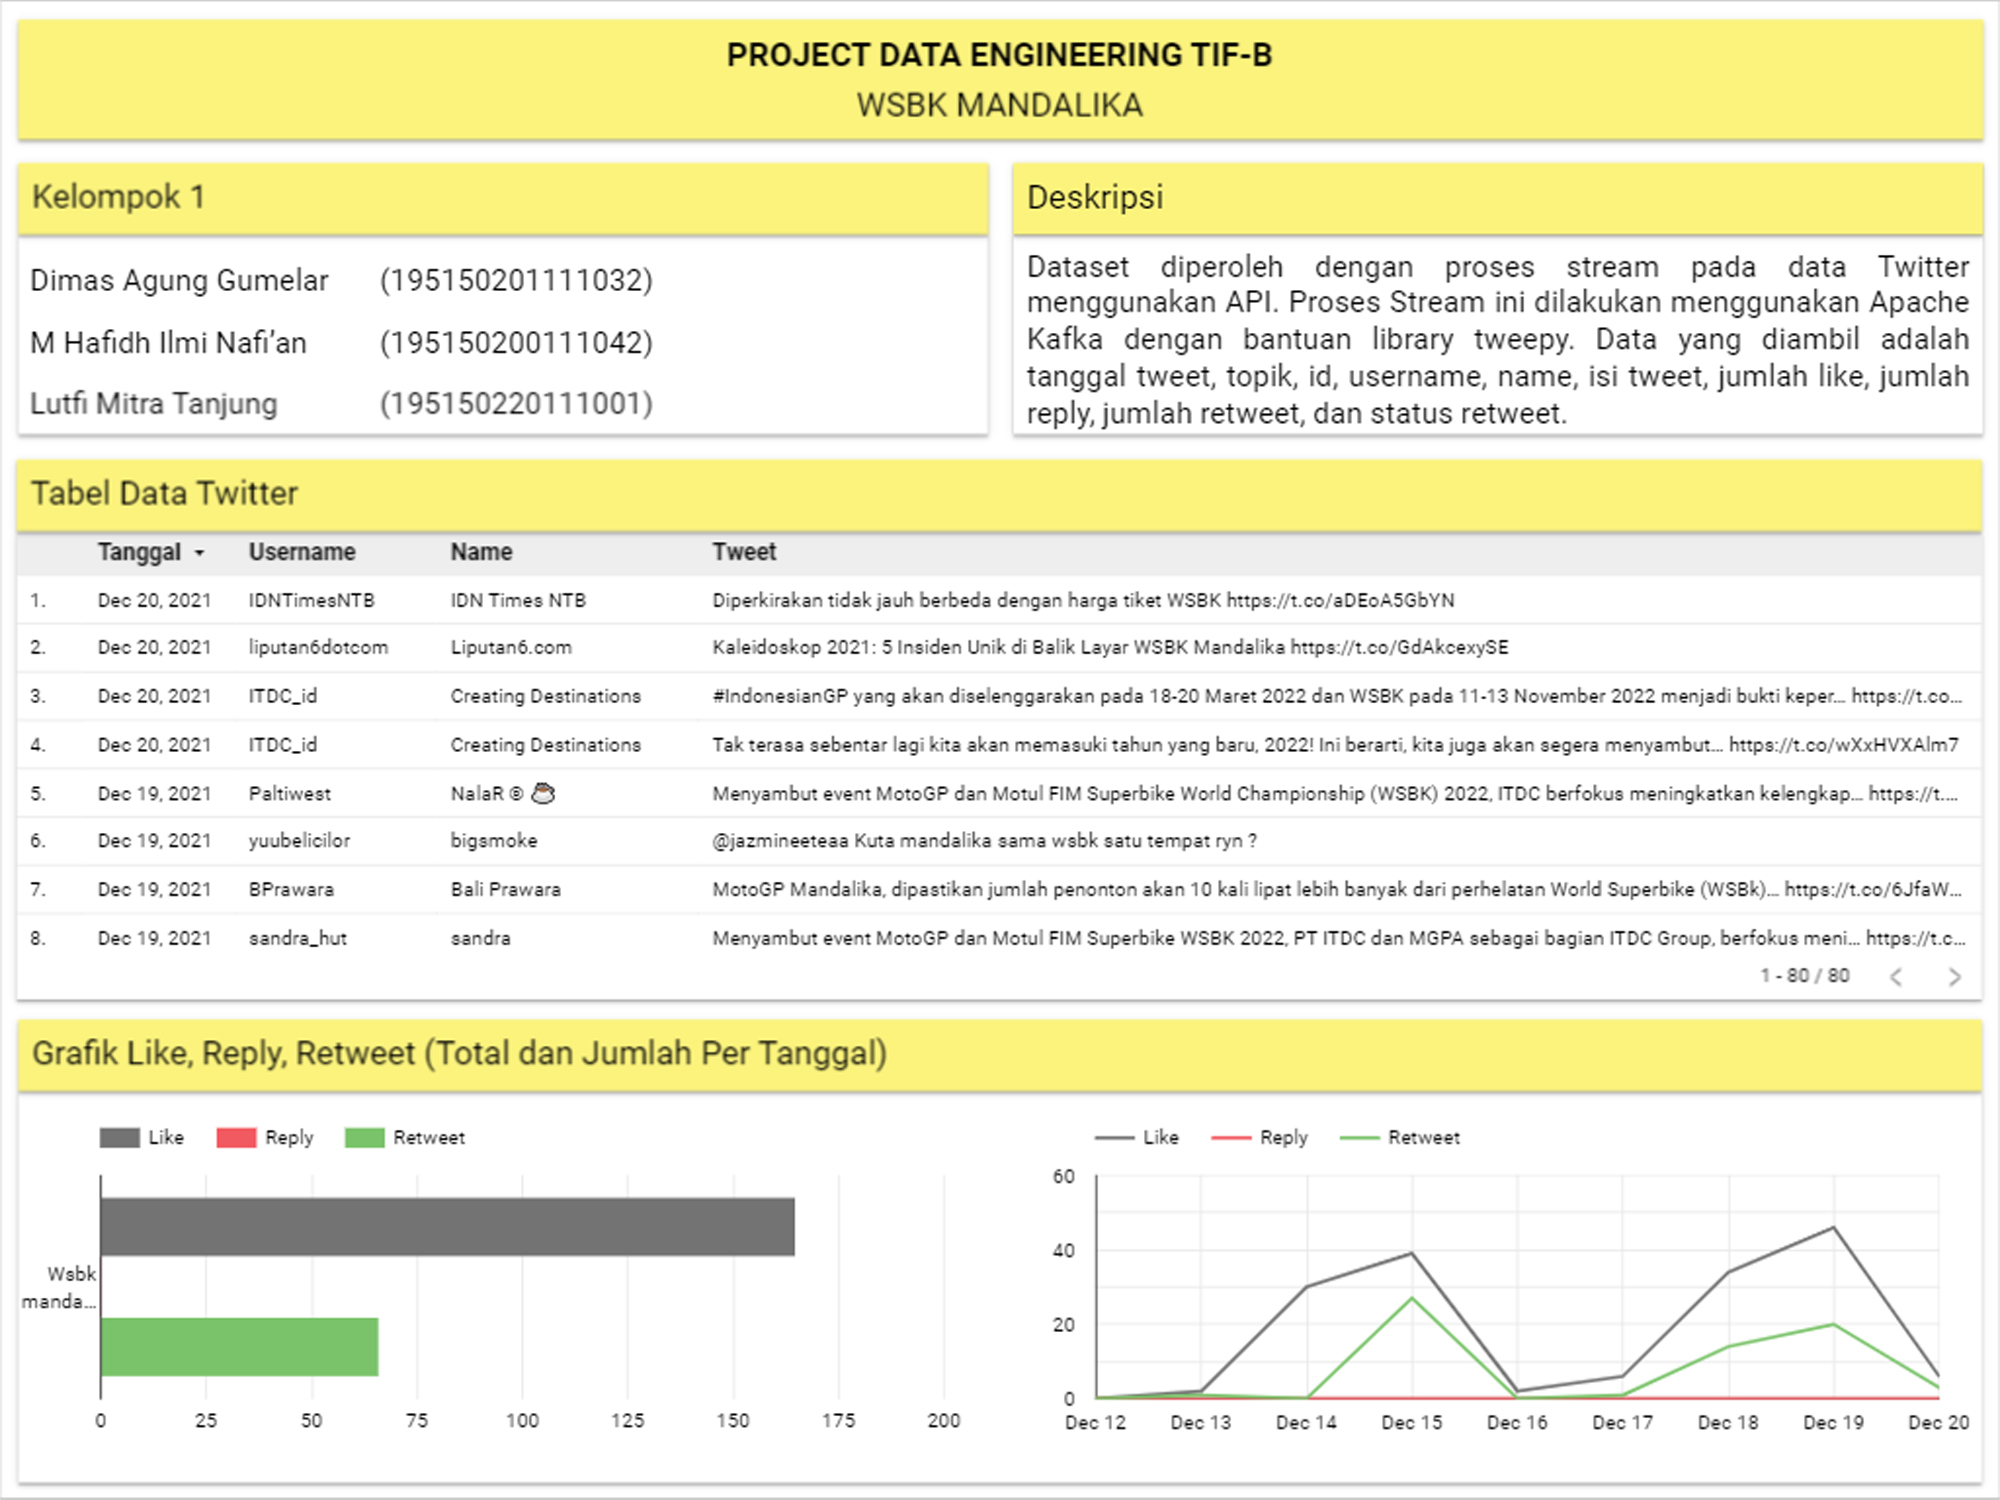 PROJECT DATA ENGINEERING TIF-B
WSBK MANDALIKA
Kelompok 1
Dimas Agung Gumelar (195150201111032)
M Hafidh Ilmi Nafi’an (195150200111042)
Lutfi Mitra Tanjung (195150220111001)
Deskripsi
Dataset diperoleh dengan proses stream pada data Twitter
menggunakan API. Proses Stream ini dilakukan menggunakan Apache
Kafka dengan bantuan library tweepy. Data yang diambil adalah
tanggal tweet, topik, id, username, name, isi tweet, jumlah like, jumlah
reply, jumlah retweet, dan status retweet.
Tabel Data Twitter
Tanggal Username Name Tweet
1. Dec 20, 2021 IDNTimesNTB IDN Times NTB Diperkirakan tidak jauh berbeda dengan harga tiket WSBK https://t.co/aDEoA5GbYN
2. Dec 20, 2021 liputan6dotcom Liputan6.com Kaleidoskop 2021: 5 Insiden Unik di Balik Layar WSBK Mandalika https://t.co/GdAkcexySE
3. Dec 20, 2021 ITDC_id Creating Destinations #IndonesianGP yang akan diselenggarakan pada 18-20 Maret 2022 dan WSBK pada 11-13 November 2022 menjadi bukti keper... https://t.co...
4. Dec 20, 2021 ITDC_id Creating Destinations Tak terasa sebentar lagi kita akan memasuki tahun yang baru, 2022! Ini berarti, kita juga akan segera menyambut... https://t.co/wXxHVXAlm7
5. Dec 19, 2021 Paltiwest NalaR ® ☕ Menyambut event MotoGP dan Motul FIM Superbike World Championship (WSBK) 2022, ITDC berfokus meningkatkan kelengkap... https://t....
6. Dec 19, 2021 yuubelicilor bigsmoke @jazmineeteaa Kuta mandalika sama wsbk satu tempat ryn ?
7. Dec 19, 2021 BPrawara Bali Prawara MotoGP Mandalika, dipastikan jumlah penonton akan 10 kali lipat lebih banyak dari perhelatan World Superbike (WSBk)... https://t.co/6JfaW...
8. Dec 19, 2021 sandra_hut sandra Menyambut event MotoGP dan Motul FIM Superbike WSBK 2022, PT ITDC dan MGPA sebagai bagian ITDC Group, berfokus meni... https://t.c...
1 - 80 / 80
Grafik Like, Reply, Retweet (Total dan Jumlah Per Tanggal)
Like Reply Retweet
Wsbk
manda...
0 25 50 75 100 125 150 175 200
Like Reply Retweet
60
40
20
0
Dec 12 Dec 13 Dec 14 Dec 15 Dec 16 Dec 17 Dec 18 Dec 19 Dec 20